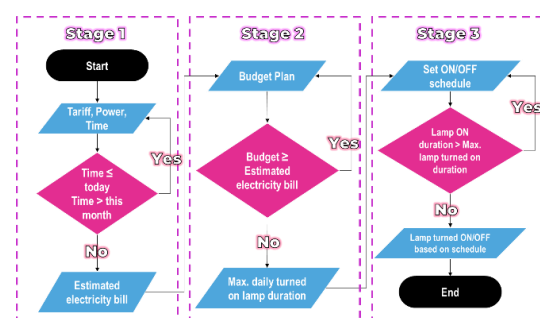 Stage 1
Start
Tariff, Power,
Time
Yes
Time ≤
today
Time > this
month
No
Estimated
electricity bill
Stage 2
Budget Plan
Yes
Budget ≥
Estimated
electricity bill
No
Max. daily turned
on lamp duration
Stage 3
Set ON/OFF
schedule
Yes
Lamp ON
duration > Max.
lamp turned on
duration
No
Lamp turned ON/OFF
based on schedule
End